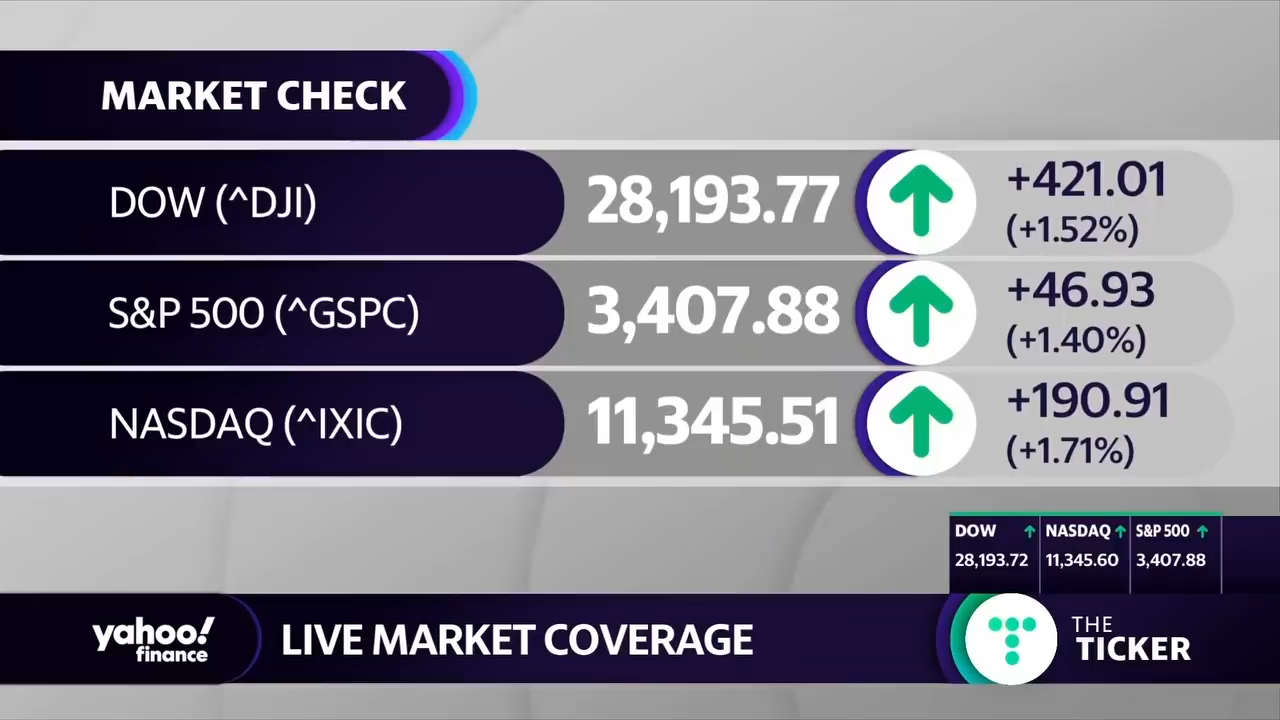 MARKET CHECK
DOW (^DJI) 28,193.77 +421.01
(+1.52%)
S&P 500 (^GSPC) 3,407.88 +46.93
(+1.40%)
NASDAQ (^IXIC) 11,345.51 +190.91
(+1.71%)
DOW NASDAQ S&P 500
28,193.72 11,345.60 3,407.88
yahoo!
finance
LIVE MARKET COVERAGE
THE
TICKER